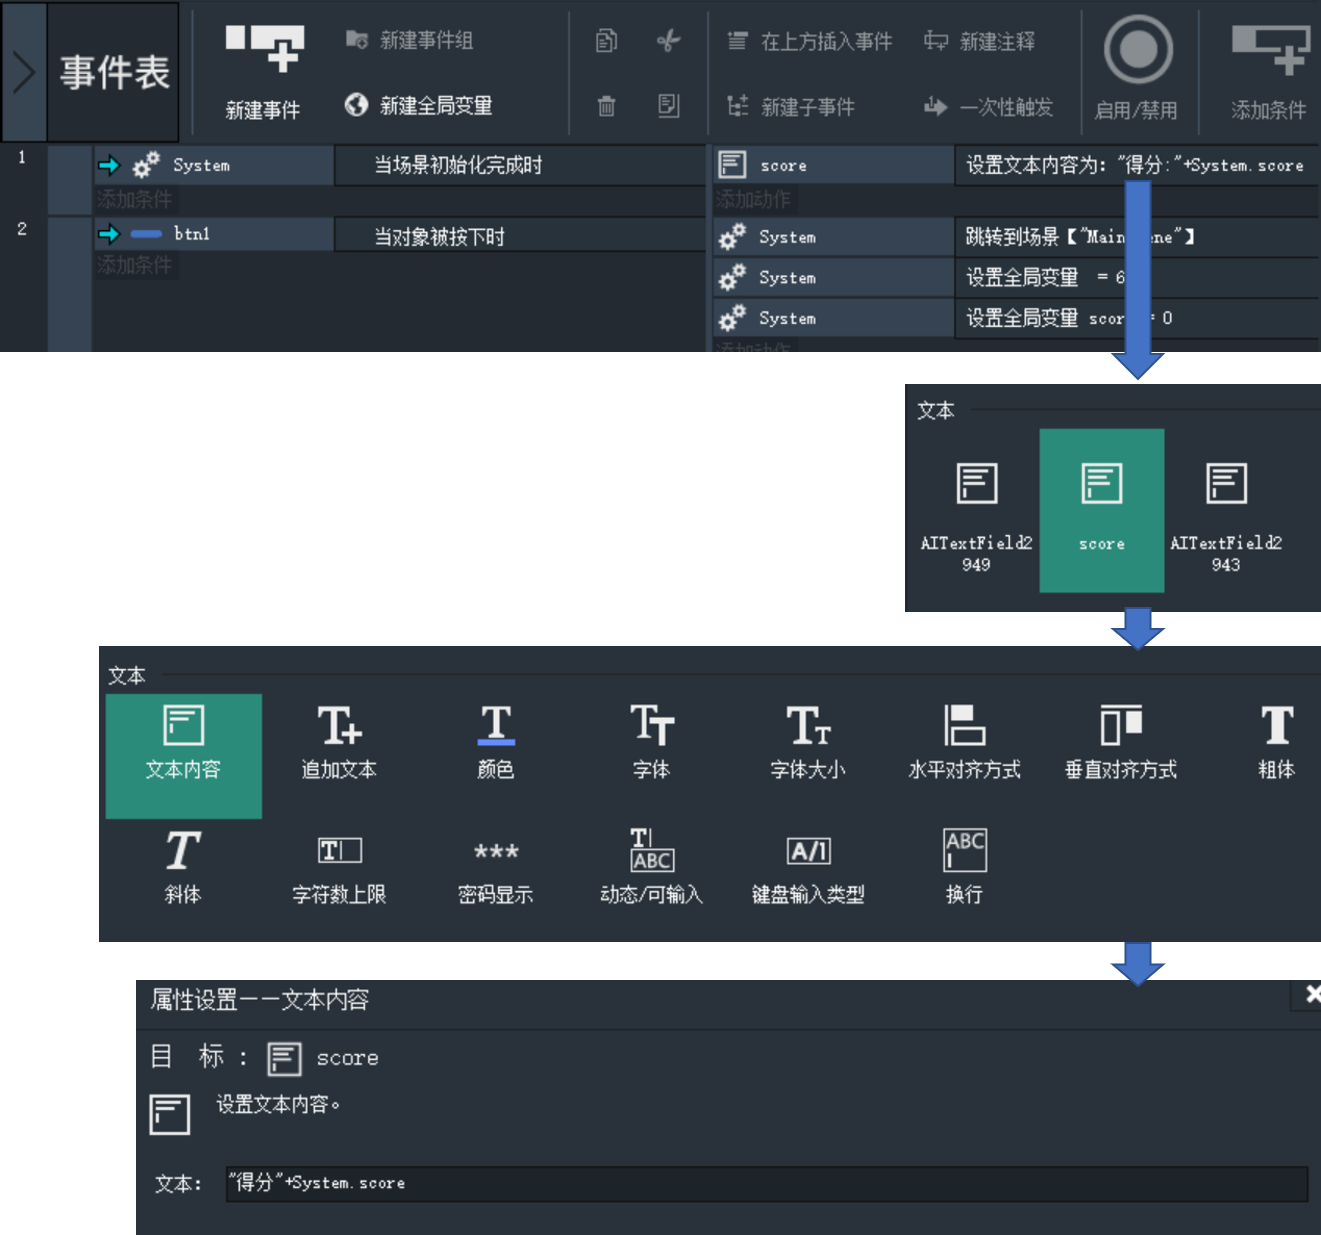 事件表
新建事件
新建事件组
新建全局变量
在上方插入事件
新建注释
新建子事件
一次性触发
启用/禁用
添加条件
1 System 当场景初始化完成时 score 设置文本内容为: "得分:"+System.score
添加条件 添加动作
2 btn1 当对象被按下时 System 跳转到场景【"Main ene"】
添加条件 System 设置全局变量 = 6
System 设置全局变量 scor = 0
添加动作
文本
AITextField2
949
score
AITextField2
943
文本
文本内容 追加文本 颜色 字体 字体大小 水平对齐方式 垂直对齐方式 粗体
斜体 字符数上限 密码显示 动态/可输入 键盘输入类型 换行
属性设置——文本内容
目 标: score
设置文本内容。
文本: "得分"+System.score